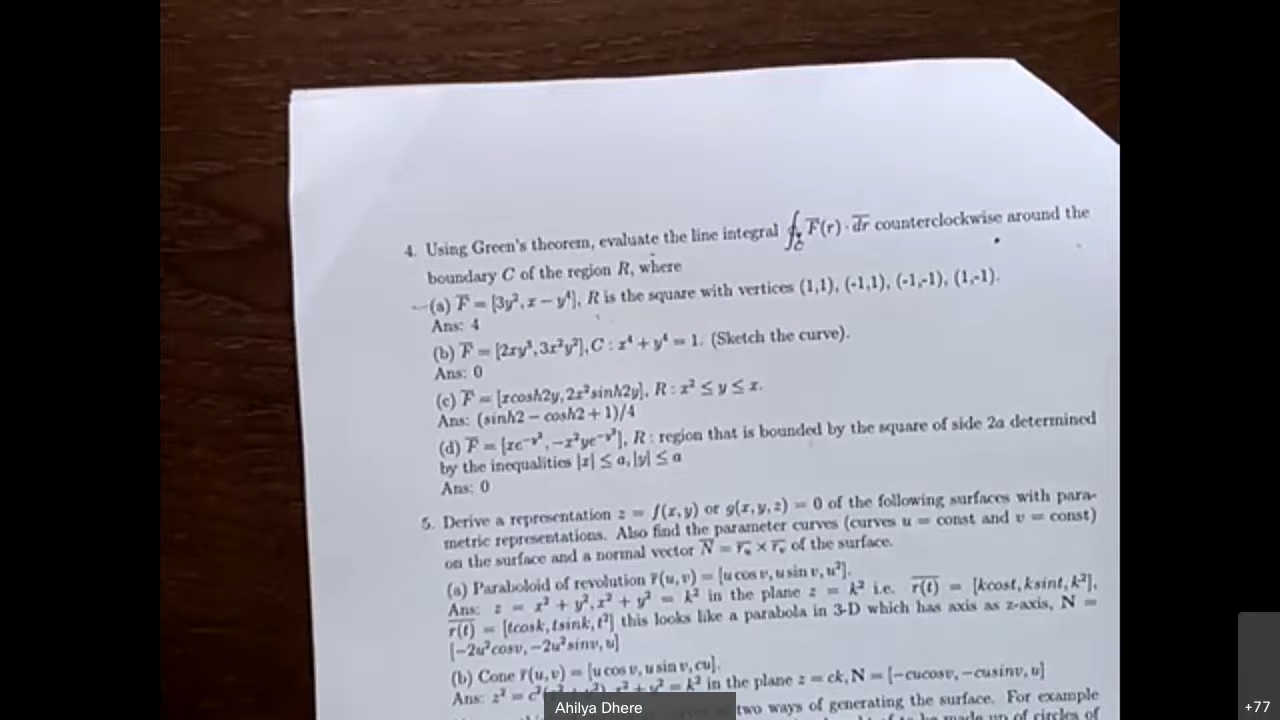 4. Using Green's theorem, evaluate the line integral ∮_C F̅(r) · d̅r̅ counterclockwise around the
boundary C of the region R, where
(a) F̅ = [3y², x − y⁴], R is the square with vertices (1,1), (-1,1), (-1,-1), (1,-1).
Ans: 4
(b) F̅ = [2xy³, 3x²y²], C : x⁴ + y⁴ = 1. (Sketch the curve).
Ans: 0
(c) F̅ = [xcosh2y, 2x²sinh2y], R : x² ≤ y ≤ x.
Ans: (sinh2 − cosh2 + 1)/4
(d) F̅ = [xe^{−y²}, −x²ye^{−y²}], R : region that is bounded by the square of side 2a determined
by the inequalities |x| ≤ a, |y| ≤ a
Ans: 0
5. Derive a representation z = f(x, y) or g(x, y, z) = 0 of the following surfaces with para-
metric representations. Also find the parameter curves (curves u = const and v = const)
on the surface and a normal vector N̅ = r̅ᵤ × r̅ᵥ of the surface.
(a) Paraboloid of revolution r̅(u, v) = [u cos v, u sin v, u²].
Ans: z = x² + y², x² + y² = k² in the plane z = k² i.e. r̅(t) = [kcost, ksint, k²],
r̅(t) = [tcosk, tsink, t²] this looks like a parabola in 3-D which has axis as z-axis, N =
[−2u²cosv, −2u²sinv, u]
(b) Cone r̅(u, v) = [u cos v, u sin v, cu].
Ans: z² = c² x² + y² = k² in the plane z = ck, N = [−cucosv, −cusinv, u]
two ways of generating the surface. For example
made up of circles of
Ahilya Dhere
+77